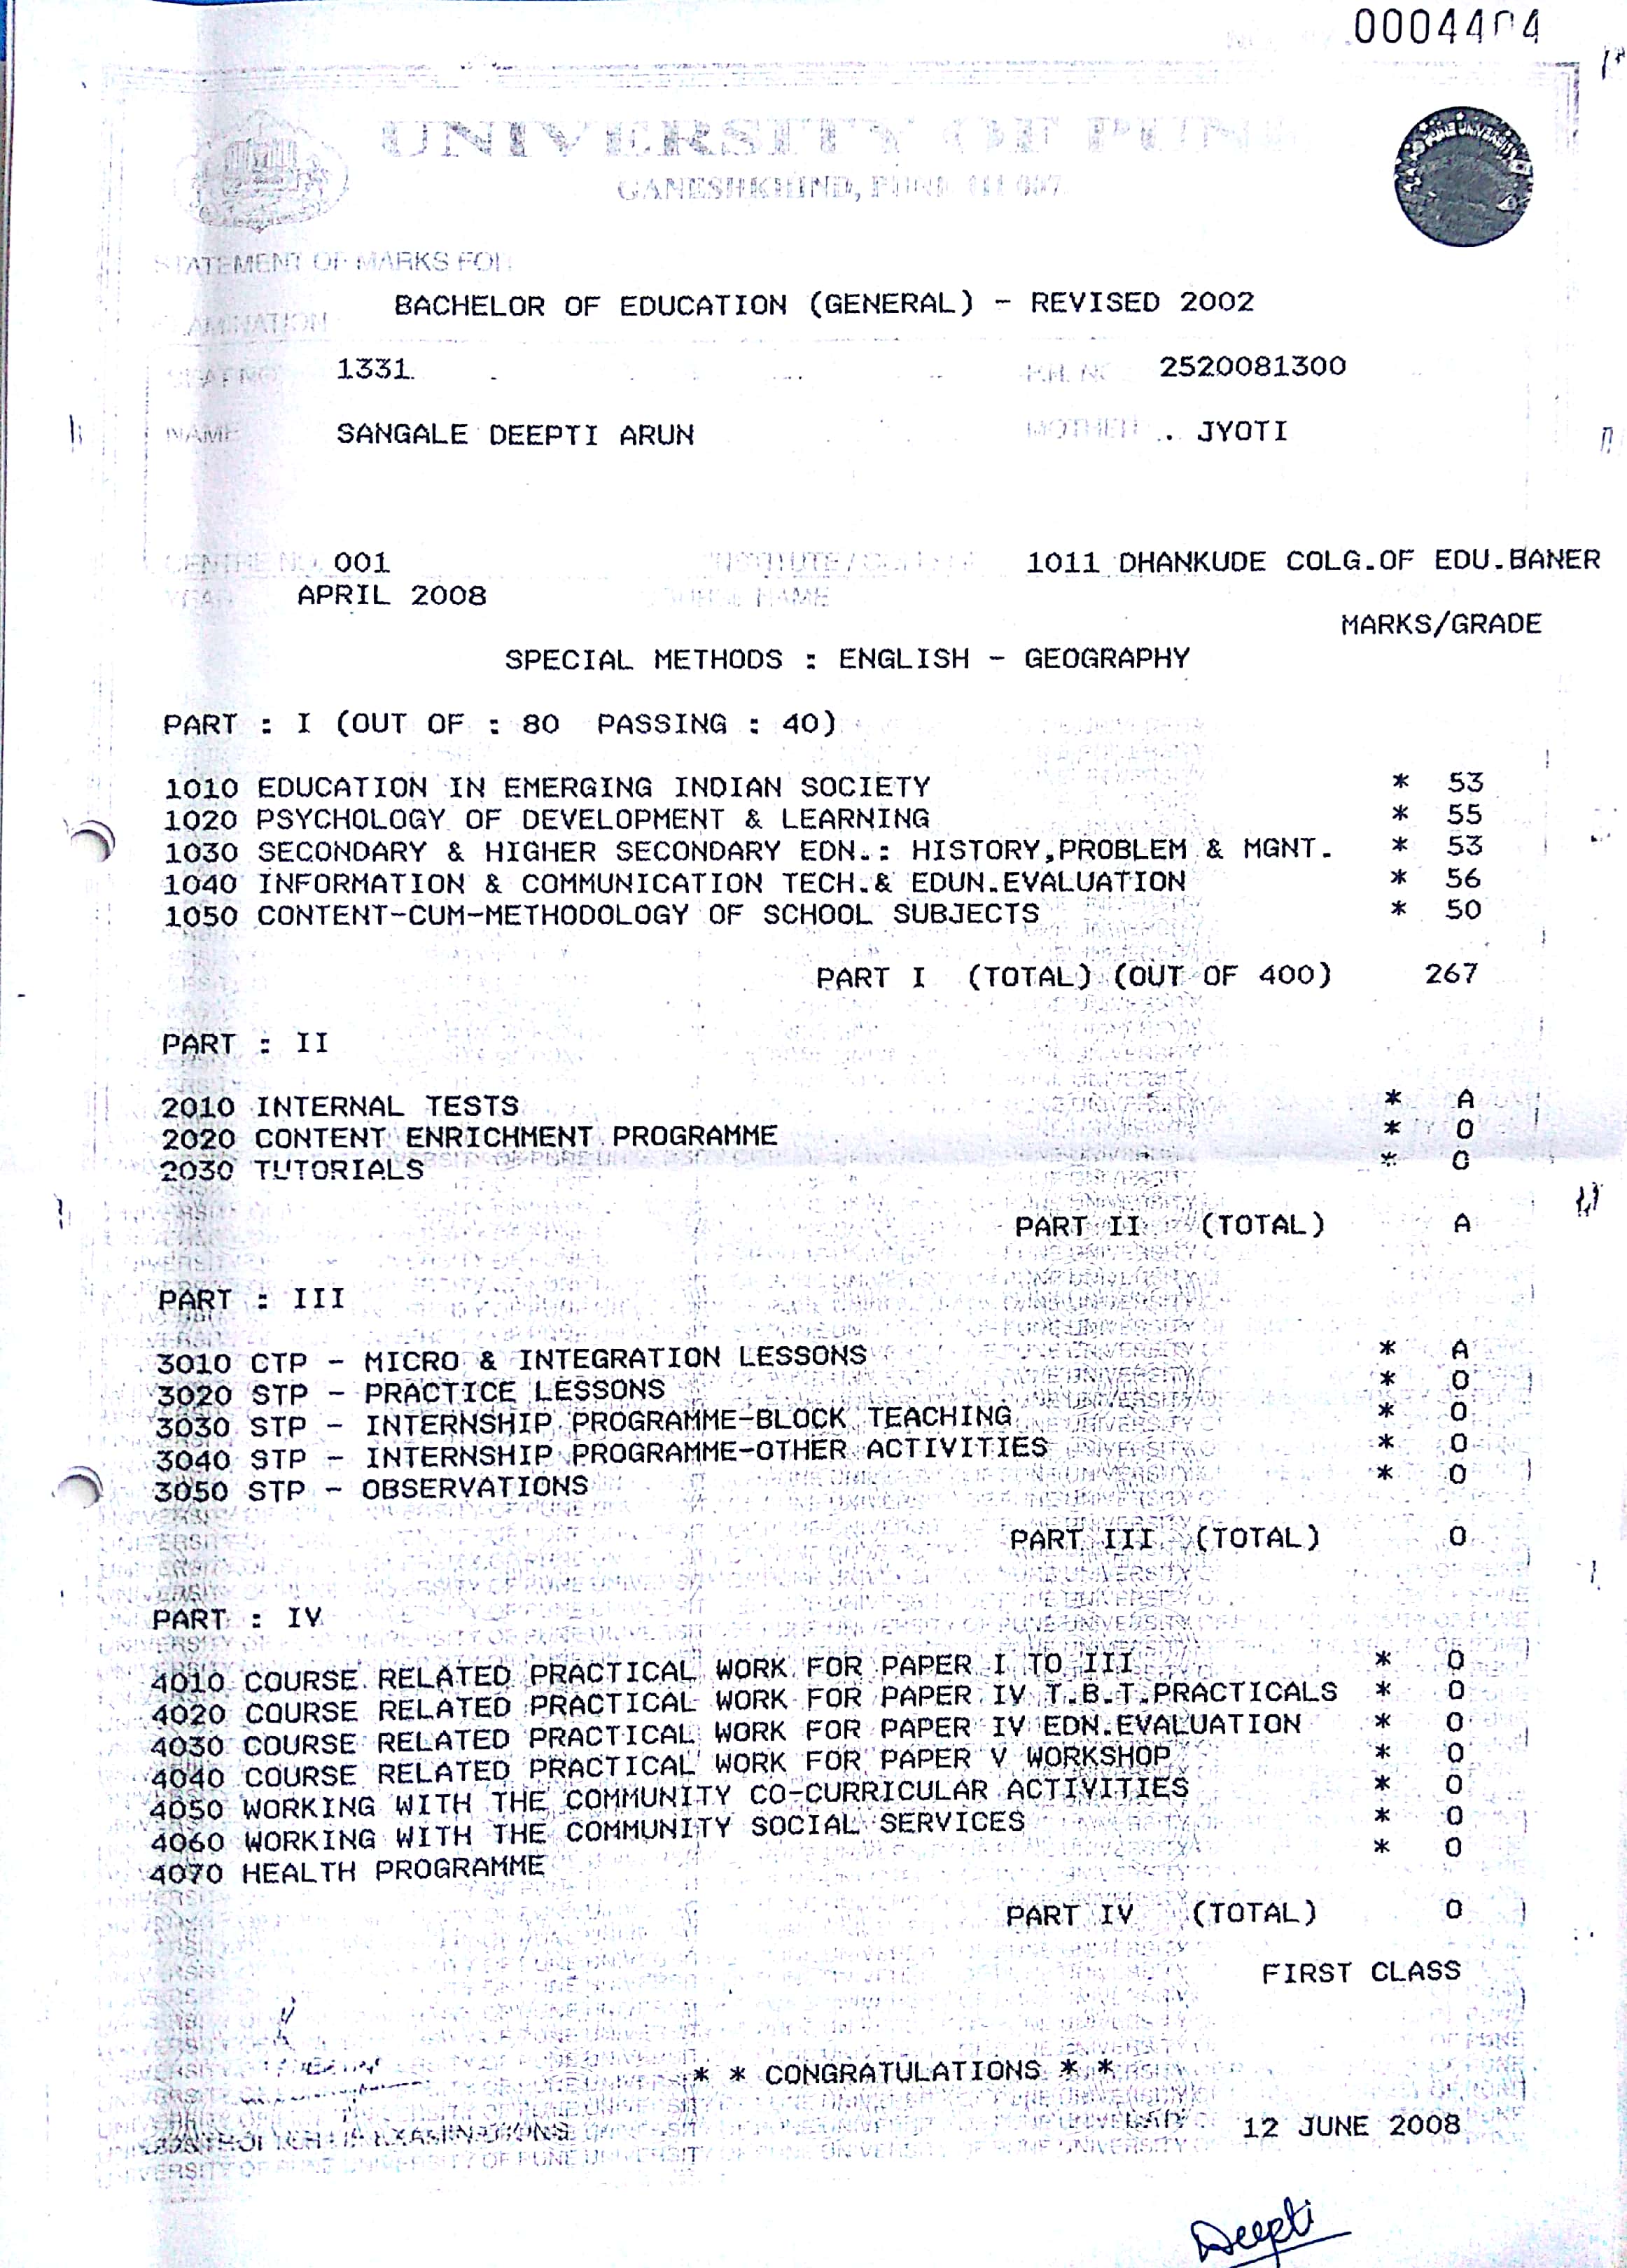 UNIVERSITY OF PUNE
GANESHKHIND, PUNE 411 007
STATEMENT OF MARKS FOR
BACHELOR OF EDUCATION (GENERAL) - REVISED 2002
EXAMINATION
SEAT NO. 1331 2520081300
NAME SANGALE DEEPTI ARUN MOTHER JYOTI
CENTRE NO. 001 INSTITUTE / 1011 DHANKUDE COLG.OF EDU.BANER
YEAR APRIL 2008 NAME
MARKS/GRADE
SPECIAL METHODS : ENGLISH - GEOGRAPHY
PART : I (OUT OF : 80 PASSING : 40)
1010 EDUCATION IN EMERGING INDIAN SOCIETY * 53
1020 PSYCHOLOGY OF DEVELOPMENT & LEARNING * 55
1030 SECONDARY & HIGHER SECONDARY EDN.: HISTORY,PROBLEM & MGNT. * 53
1040 INFORMATION & COMMUNICATION TECH.& EDUN.EVALUATION * 56
1050 CONTENT-CUM-METHODOLOGY OF SCHOOL SUBJECTS * 50
PART I (TOTAL) (OUT OF 400) 267
PART : II
2010 INTERNAL TESTS * A
2020 CONTENT ENRICHMENT PROGRAMME * O
2030 TUTORIALS * O
PART II (TOTAL) A
PART : III
3010 CTP - MICRO & INTEGRATION LESSONS * A
3020 STP - PRACTICE LESSONS * O
3030 STP - INTERNSHIP PROGRAMME-BLOCK TEACHING * O
3040 STP - INTERNSHIP PROGRAMME-OTHER ACTIVITIES * O
3050 STP - OBSERVATIONS * O
PART III (TOTAL) O
PART : IV
4010 COURSE RELATED PRACTICAL WORK FOR PAPER I TO III * O
4020 COURSE RELATED PRACTICAL WORK FOR PAPER IV T.B.T.PRACTICALS * O
4030 COURSE RELATED PRACTICAL WORK FOR PAPER IV EDN.EVALUATION * O
4040 COURSE RELATED PRACTICAL WORK FOR PAPER V WORKSHOP * O
4050 WORKING WITH THE COMMUNITY CO-CURRICULAR ACTIVITIES * O
4060 WORKING WITH THE COMMUNITY SOCIAL SERVICES * O
4070 HEALTH PROGRAMME * O
PART IV (TOTAL) O
FIRST CLASS
* * CONGRATULATIONS * *
EXAMINATIONS 12 JUNE 2008
Deepti